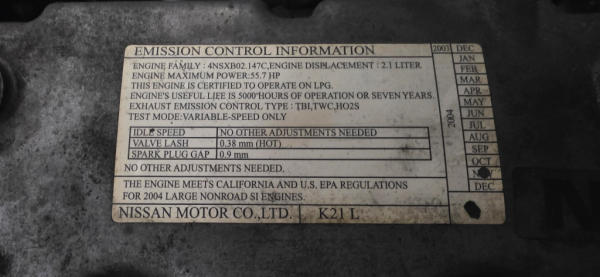 EMISSION CONTROL INFORMATION
ENGINE FAMILY : 4NSXB02.147C,ENGINE DISPLACEMENT : 2.1 LITER
ENGINE MAXIMUM POWER:55.7 HP
THIS ENGINE IS CERTIFIED TO OPERATE ON LPG.
ENGINE'S USEFUL LIEE IS 5000 HOURS OF OPERATION OR SEVEN YEARS.
EXHAUST EMISSION CONTROL TYPE : TBI,TWC,HO2S
TEST MODE:VARIABLE-SPEED ONLY
IDLE SPEED NO OTHER ADJUSTMENTS NEEDED
VALVE LASH 0.38 mm (HOT)
SPARK PLUG GAP 0.9 mm
NO OTHER ADJUSTMENTS NEEDED.
THE ENGINE MEETS CALIFORNIA AND U.S. EPA REGULATIONS
FOR 2004 LARGE NONROAD SI ENGINES.
NISSAN MOTOR CO.,LTD. K21 L
2003 DEC
2004
JAN
FEB
MAR
APR
MAY
JUN
JUL
AUG
SEP
OCT
NOV
DEC